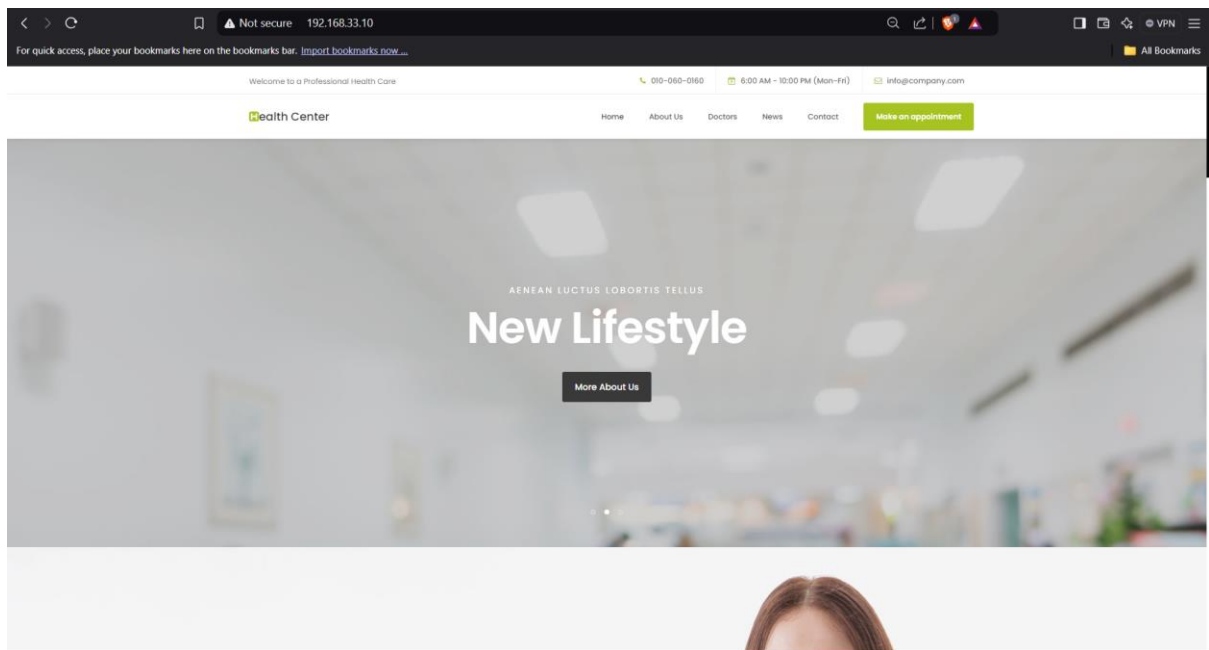 Not secure 192.168.33.10
VPN
For quick access, place your bookmarks here on the bookmarks bar. Import bookmarks now ...
All Bookmarks
Welcome to a Professional Health Care
010-060-0160
6:00 AM - 10:00 PM (Mon-Fri)
info@company.com
Health Center
Home
About Us
Doctors
News
Contact
Make an appointment
AENEAN LUCTUS LOBORTIS TELLUS
New Lifestyle
More About Us